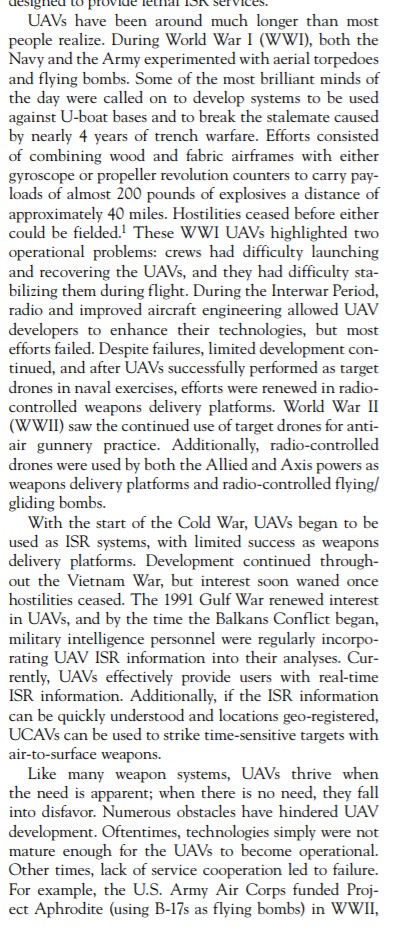 designed to provide lethal ISR services.
UAVs have been around much longer than most
people realize. During World War I (WWI), both the
Navy and the Army experimented with aerial torpedoes
and flying bombs. Some of the most brilliant minds of
the day were called on to develop systems to be used
against U-boat bases and to break the stalemate caused
by nearly 4 years of trench warfare. Efforts consisted
of combining wood and fabric airframes with either
gyroscope or propeller revolution counters to carry pay-
loads of almost 200 pounds of explosives a distance of
approximately 40 miles. Hostilities ceased before either
could be fielded.¹ These WWI UAVs highlighted two
operational problems: crews had difficulty launching
and recovering the UAVs, and they had difficulty sta-
bilizing them during flight. During the Interwar Period,
radio and improved aircraft engineering allowed UAV
developers to enhance their technologies, but most
efforts failed. Despite failures, limited development con-
tinued, and after UAVs successfully performed as target
drones in naval exercises, efforts were renewed in radio-
controlled weapons delivery platforms. World War II
(WWII) saw the continued use of target drones for anti-
air gunnery practice. Additionally, radio-controlled
drones were used by both the Allied and Axis powers as
weapons delivery platforms and radio-controlled flying/
gliding bombs.
With the start of the Cold War, UAVs began to be
used as ISR systems, with limited success as weapons
delivery platforms. Development continued through-
out the Vietnam War, but interest soon waned once
hostilities ceased. The 1991 Gulf War renewed interest
in UAVs, and by the time the Balkans Conflict began,
military intelligence personnel were regularly incorpo-
rating UAV ISR information into their analyses. Cur-
rently, UAVs effectively provide users with real-time
ISR information. Additionally, if the ISR information
can be quickly understood and locations geo-registered,
UCAVs can be used to strike time-sensitive targets with
air-to-surface weapons.
Like many weapon systems, UAVs thrive when
the need is apparent; when there is no need, they fall
into disfavor. Numerous obstacles have hindered UAV
development. Oftentimes, technologies simply were not
mature enough for the UAVs to become operational.
Other times, lack of service cooperation led to failure.
For example, the U.S. Army Air Corps funded Proj-
ect Aphrodite (using B-17s as flying bombs) in WWII,